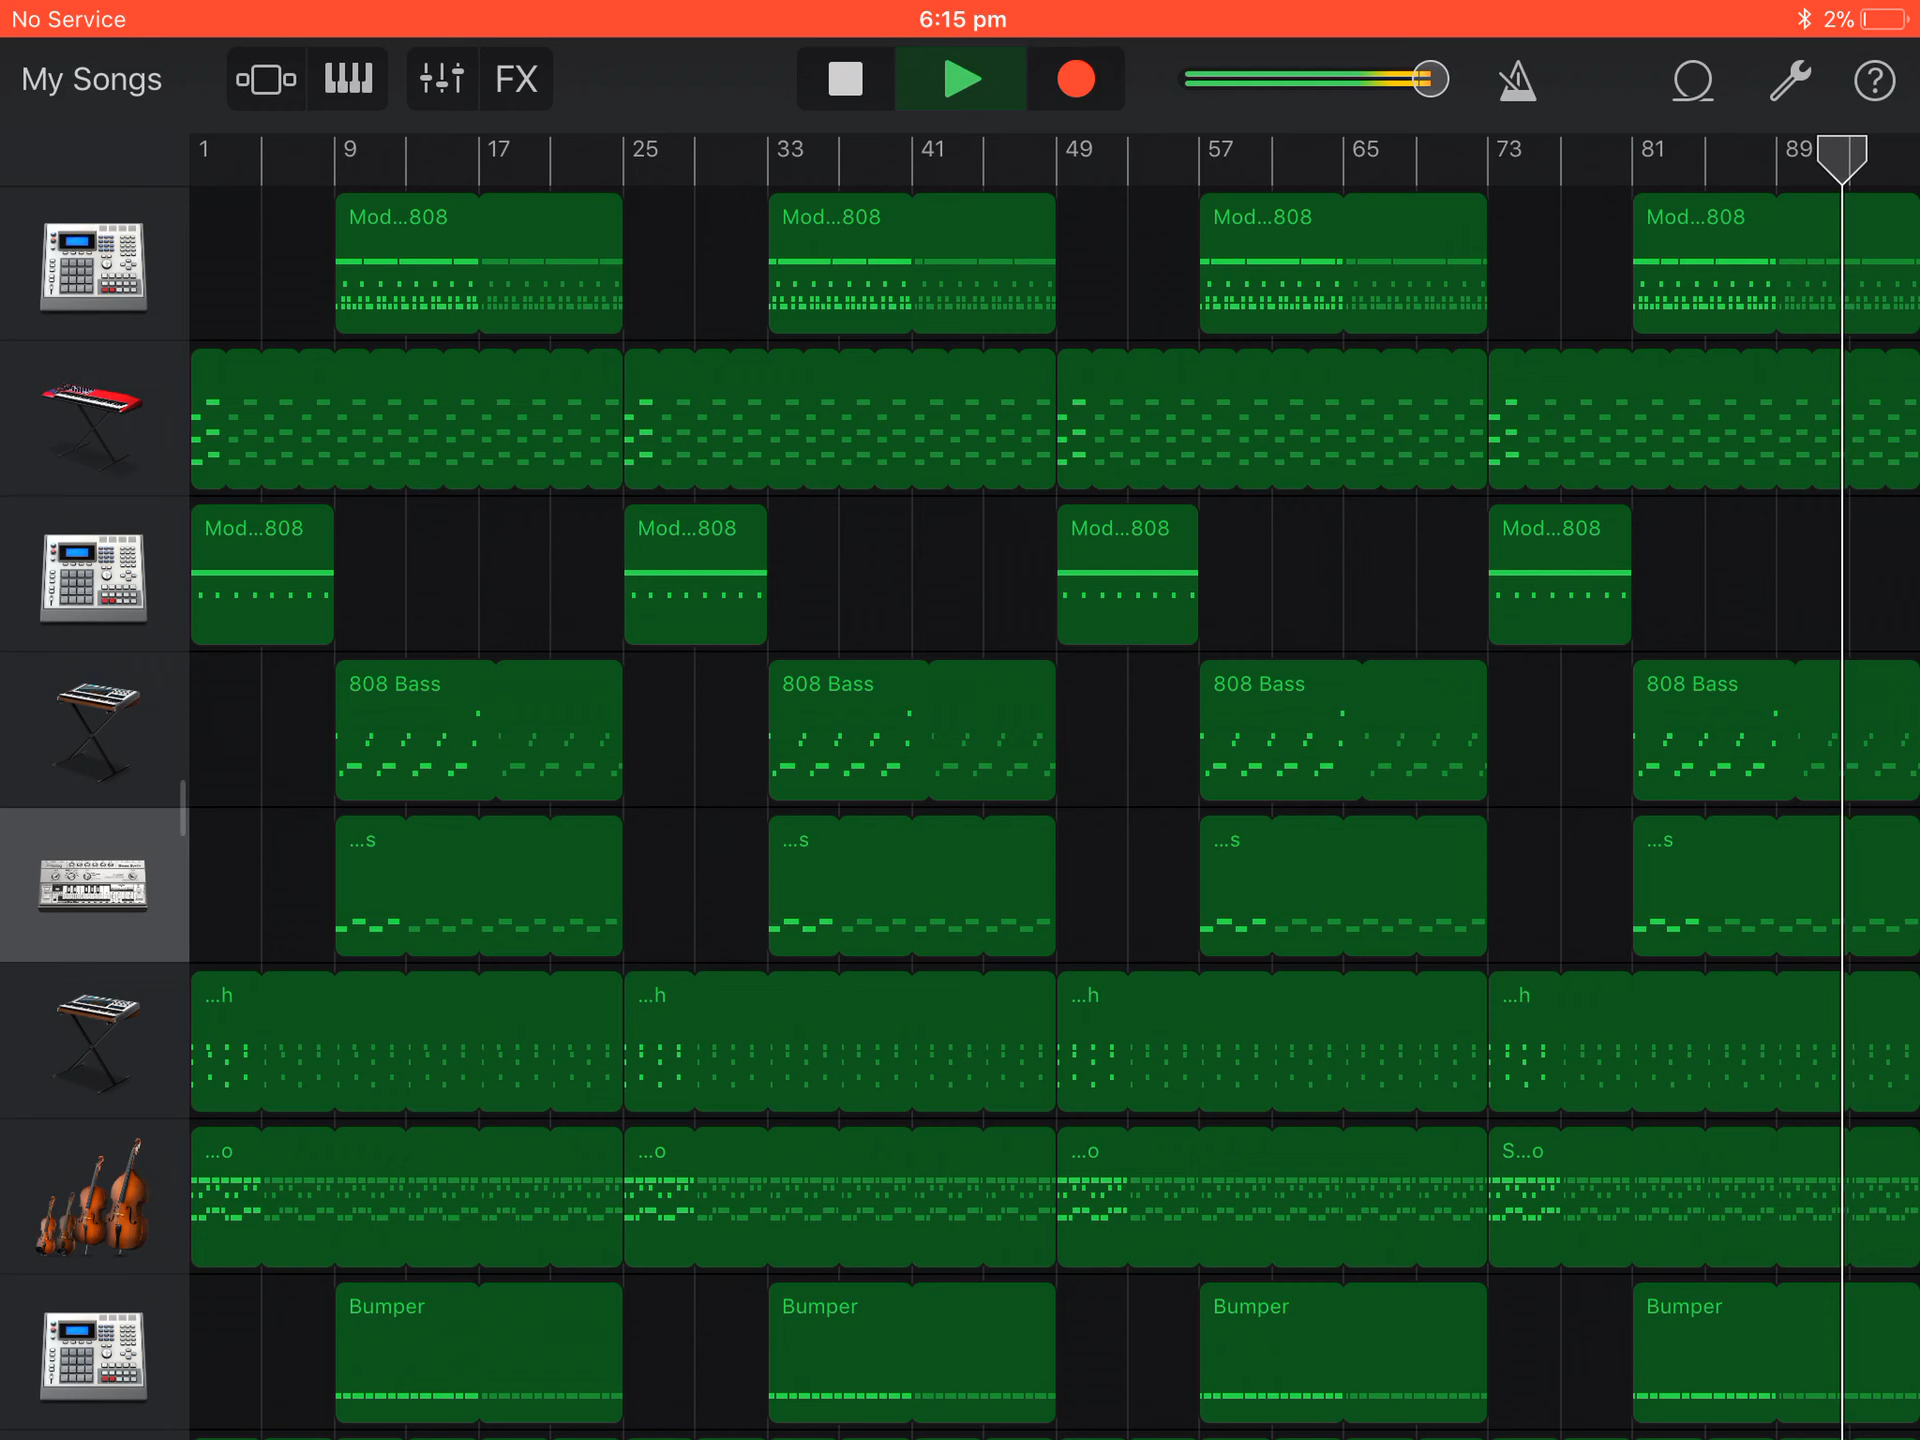 No Service 6:15 pm 2%
My Songs FX ?
1 9 17 25 33 41 49 57 65 73 81 89
Mod...808 Mod...808 Mod...808 Mod...808
Mod...808 Mod...808 Mod...808 Mod...808
808 Bass 808 Bass 808 Bass 808 Bass
...s ...s ...s ...s
...h ...h ...h ...h
...o ...o ...o S...o
Bumper Bumper Bumper Bumper